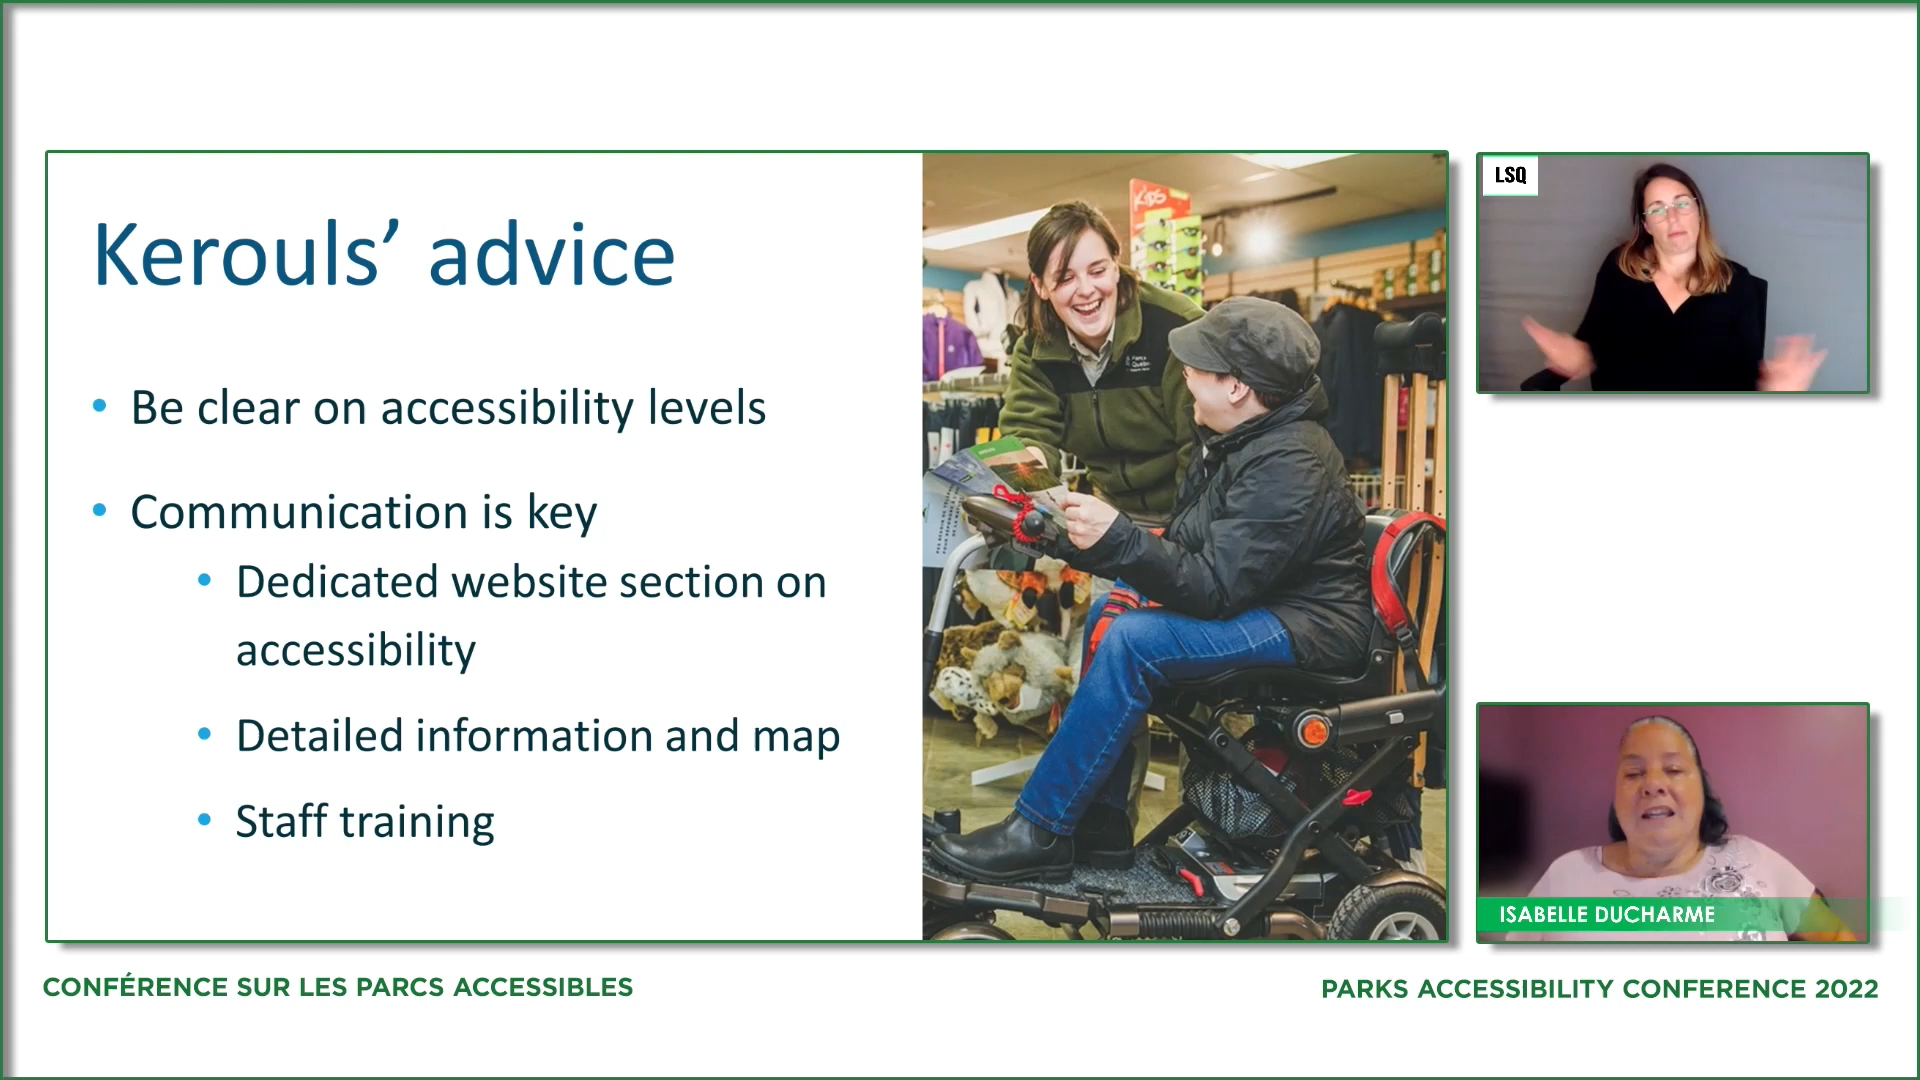 Kerouls’ advice
• Be clear on accessibility levels
• Communication is key
• Dedicated website section on
accessibility
• Detailed information and map
• Staff training
KIDS
LSQ
ISABELLE DUCHARME
CONFÉRENCE SUR LES PARCS ACCESSIBLES
PARKS ACCESSIBILITY CONFERENCE 2022